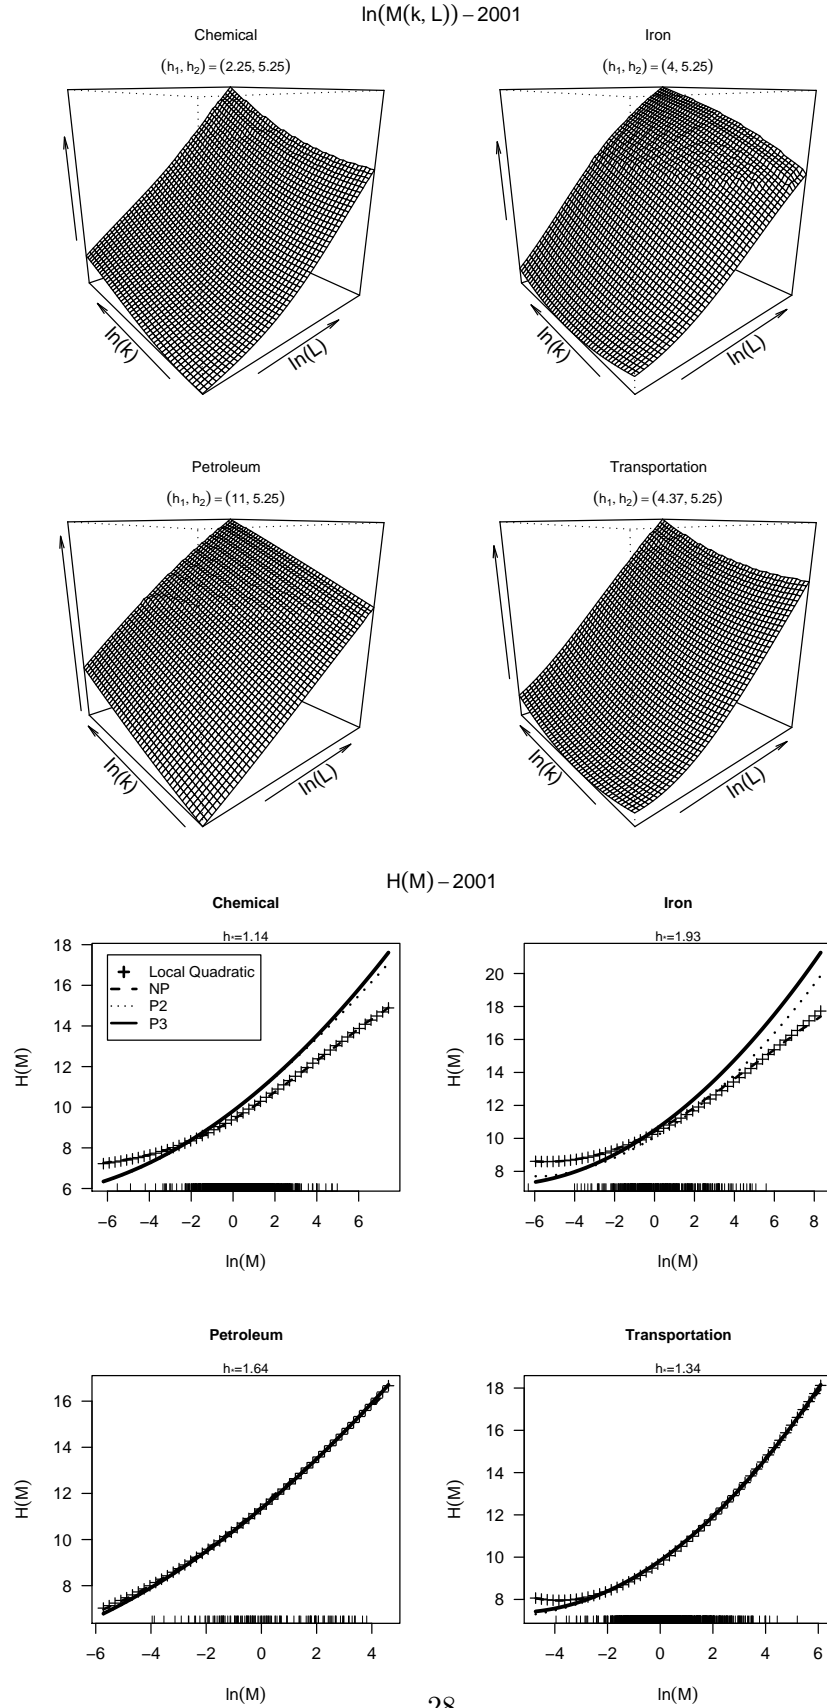 ln(M(k, L)) – 2001
Chemical
(h₁, h₂) = (2.25, 5.25)
ln(k)
ln(L)
Iron
(h₁, h₂) = (4, 5.25)
ln(k)
ln(L)
Petroleum
(h₁, h₂) = (11, 5.25)
ln(k)
ln(L)
Transportation
(h₁, h₂) = (4.37, 5.25)
ln(k)
ln(L)
H(M) – 2001
Chemical
h*=1.14
18
16
14
12
10
8
6
H(M)
Local Quadratic
NP
P2
P3
−6 −4 −2 0 2 4 6
ln(M)
Iron
h*=1.93
20
18
16
14
12
10
8
H(M)
−6 −4 −2 0 2 4 6 8
ln(M)
Petroleum
h*=1.64
16
14
12
10
8
H(M)
−6 −4 −2 0 2 4
ln(M)
Transportation
h*=1.34
18
16
14
12
10
8
H(M)
−4 −2 0 2 4 6
ln(M)
28